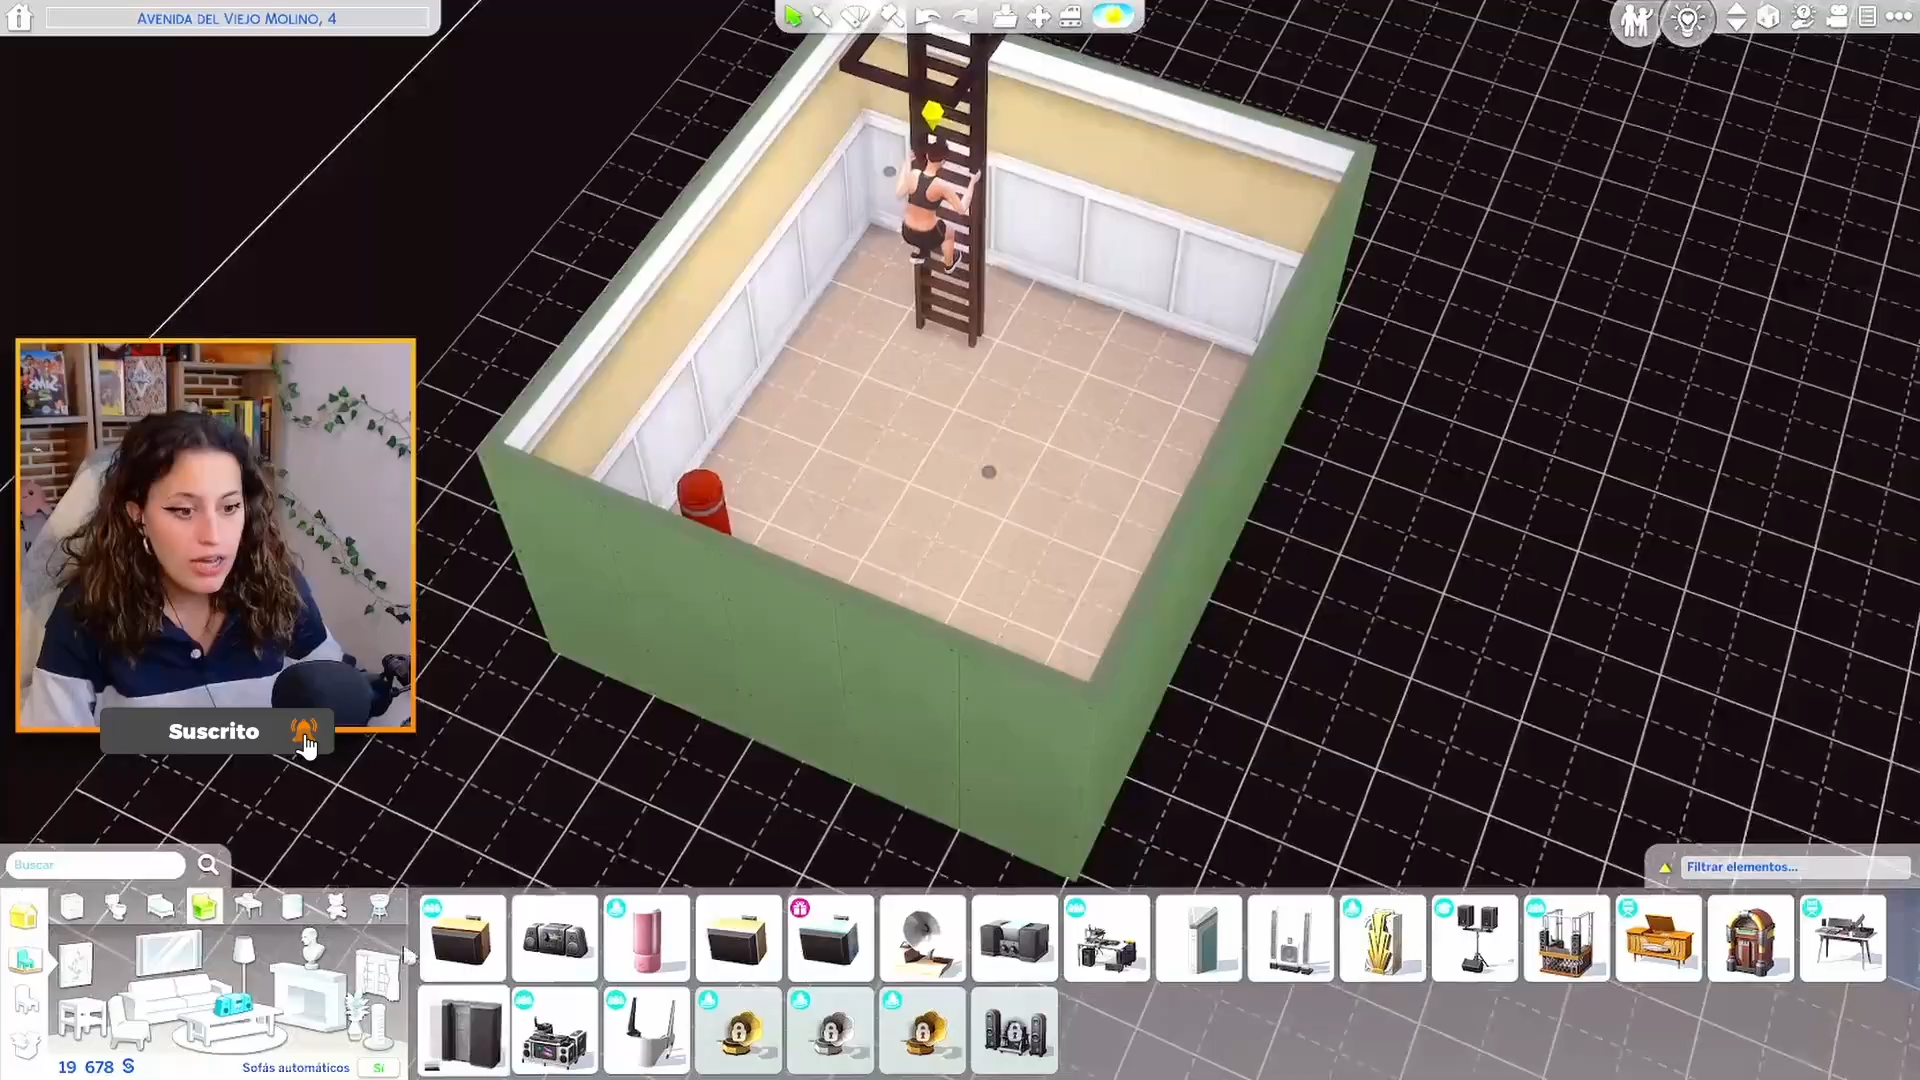 AVENIDA DEL VIEJO MOLINO, 4
Suscrito
Buscar
Filtrar elementos...
19 678 §
Sofás automáticos
Sí